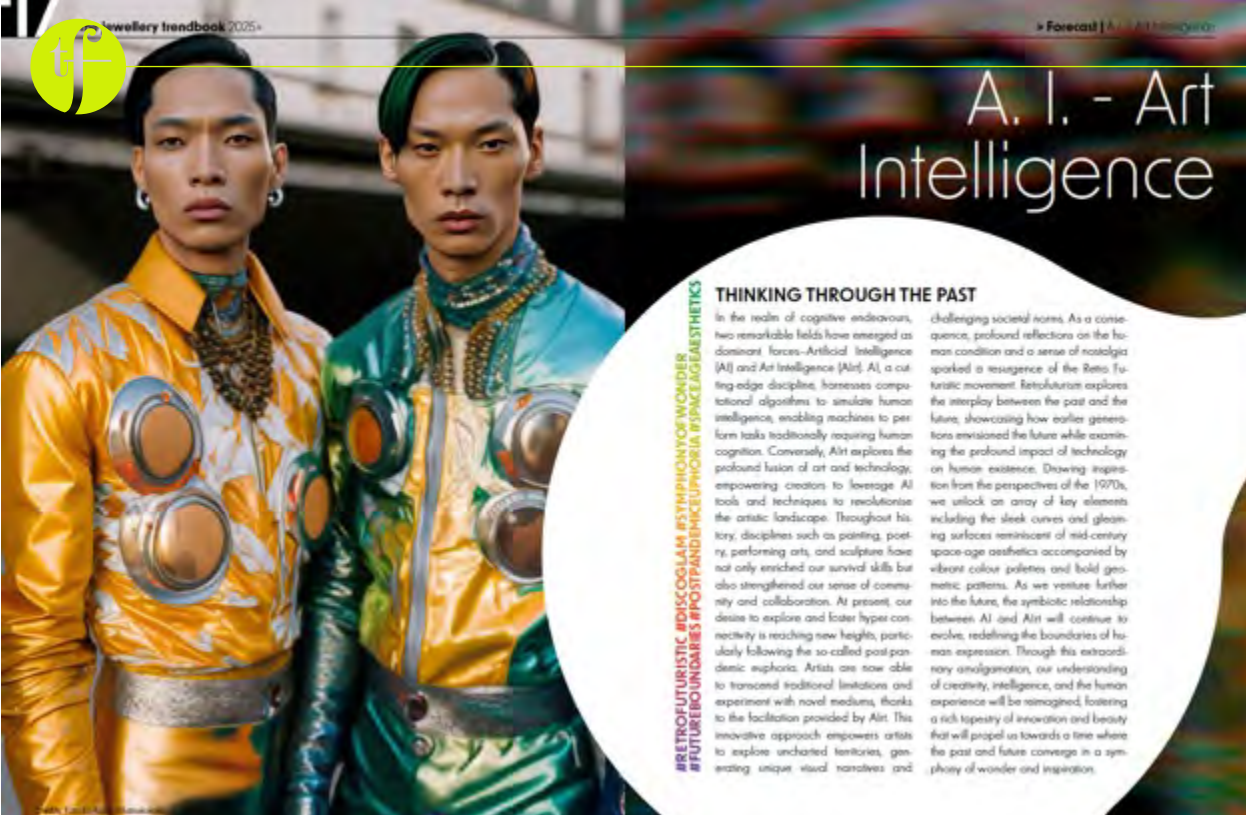 jewellery trendbook 2025+
> Forecast | A. I. - Art Intelligence
tf
A. I. - Art
Intelligence
#RETROFUTURISTIC #DISCOGLAM #SYMPHONYOFWONDER
#FUTUREBOUNDARIES #POSTPANDEMICEUPHORIA #SPACEAGEAESTHETICS
THINKING THROUGH THE PAST
In the realm of cognitive endeavours,
two remarkable fields have emerged as
dominant forces–Artificial Intelligence
(AI) and Art Intelligence (AIrt). AI, a cut-
ting-edge discipline, harnesses compu-
tational algorithms to simulate human
intelligence, enabling machines to per-
form tasks traditionally requiring human
cognition. Conversely, AIrt explores the
profound fusion of art and technology,
empowering creators to leverage AI
tools and techniques to revolutionise
the artistic landscape. Throughout his-
tory, disciplines such as painting, poet-
ry, performing arts, and sculpture have
not only enriched our survival skills but
also strengthened our sense of commu-
nity and collaboration. At present, our
desire to explore and foster hyper-con-
nectivity is reaching new heights, partic-
ularly following the so-called post-pan-
demic euphoria. Artists are now able
to transcend traditional limitations and
experiment with novel mediums, thanks
to the facilitation provided by AIrt. This
innovative approach empowers artists
to explore uncharted territories, gen-
erating unique visual narratives and
challenging societal norms. As a conse-
quence, profound reflections on the hu-
man condition and a sense of nostalgia
sparked a resurgence of the Retro Fu-
turistic movement. Retrofuturism explores
the interplay between the past and the
future, showcasing how earlier genera-
tions envisioned the future while examin-
ing the profound impact of technology
on human existence. Drawing inspira-
tion from the perspectives of the 1970s,
we unlock an array of key elements
including the sleek curves and gleam-
ing surfaces reminiscent of mid-century
space-age aesthetics accompanied by
vibrant colour palettes and bold geo-
metric patterns. As we venture further
into the future, the symbiotic relationship
between AI and AIrt will continue to
evolve, redefining the boundaries of hu-
man expression. Through this extraordi-
nary amalgamation, our understanding
of creativity, intelligence, and the human
experience will be reimagined, fostering
a rich tapestry of innovation and beauty
that will propel us towards a time where
the past and future converge in a sym-
phony of wonder and inspiration.